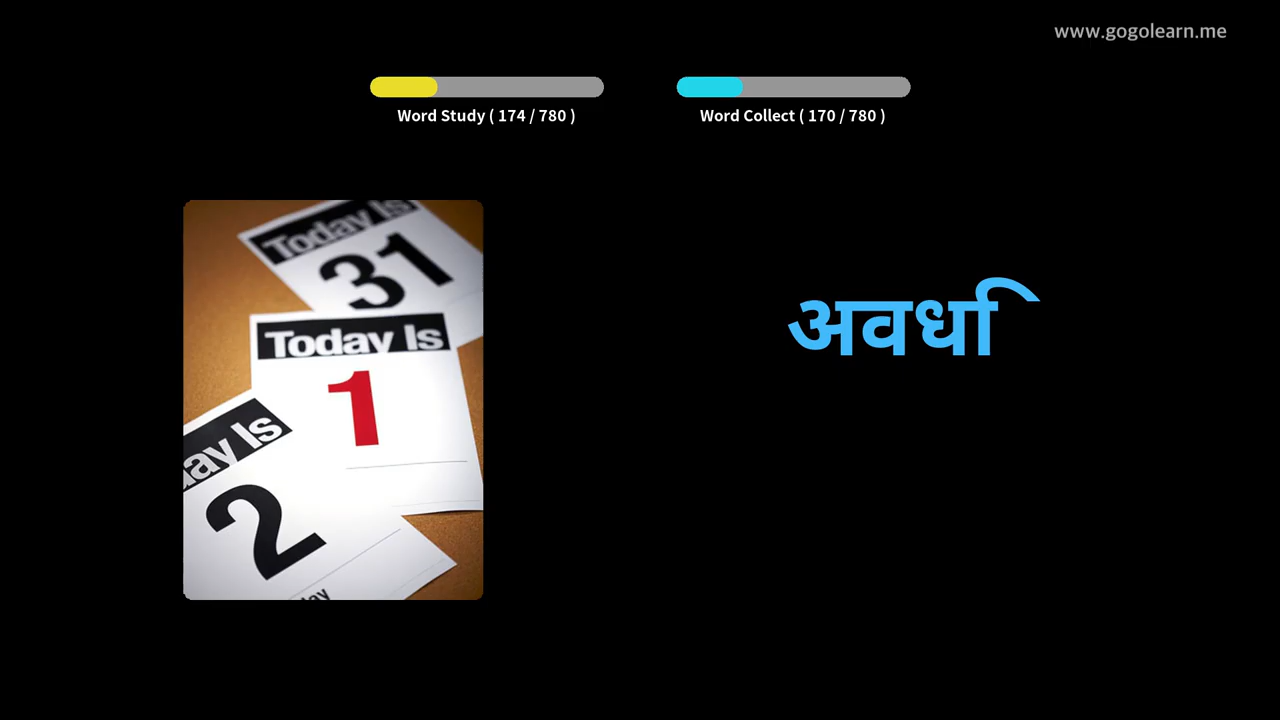 www.gogolearn.me
Word Study ( 174 / 780 )
Word Collect ( 170 / 780 )
Today Is
31
Today Is
1
ay Is
2
day
अवधि